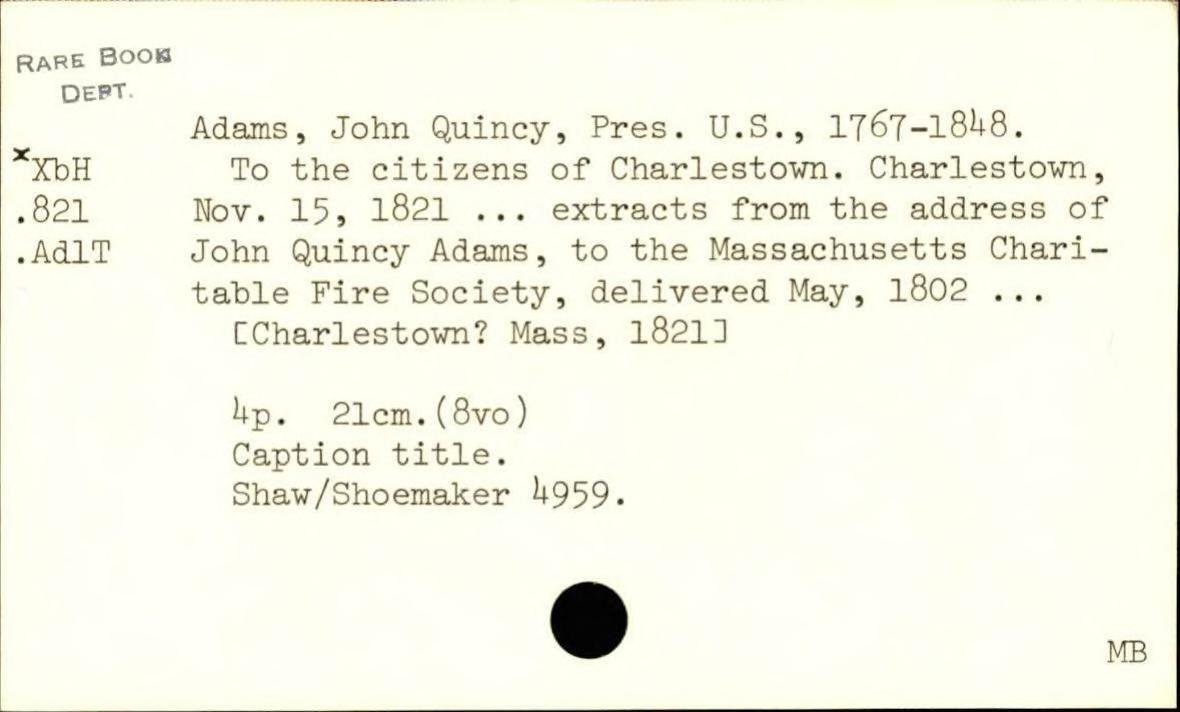 RARE BOOK
DEPT.
Adams, John Quincy, Pres. U.S., 1767-1848.
xXbH To the citizens of Charlestown. Charlestown,
.821 Nov. 15, 1821 ... extracts from the address of
.Ad1T John Quincy Adams, to the Massachusetts Chari-
table Fire Society, delivered May, 1802 ...
[Charlestown? Mass, 1821]
4p. 21cm.(8vo)
Caption title.
Shaw/Shoemaker 4959.
MB